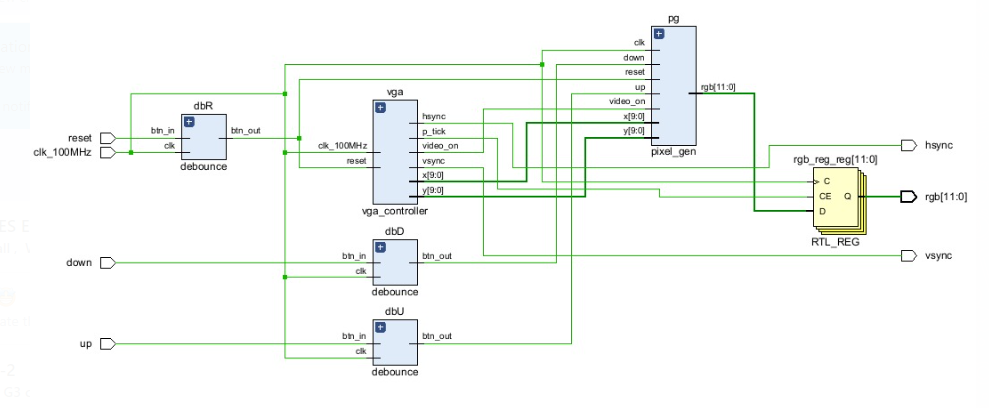 pg
clk
down
reset
up
video_on
x[9:0]
y[9:0]
rgb[11:0]
pixel_gen
vga
hsync
p_tick
clk_100MHz
video_on
reset
vsync
x[9:0]
y[9:0]
vga_controller
dbR
reset
btn_in
btn_out
clk_100MHz
clk
debounce
hsync
rgb_reg_reg[11:0]
C
CE
Q
D
RTL_REG
rgb[11:0]
vsync
dbD
down
btn_in
btn_out
clk
debounce
dbU
up
btn_in
btn_out
clk
debounce
ES E
-2